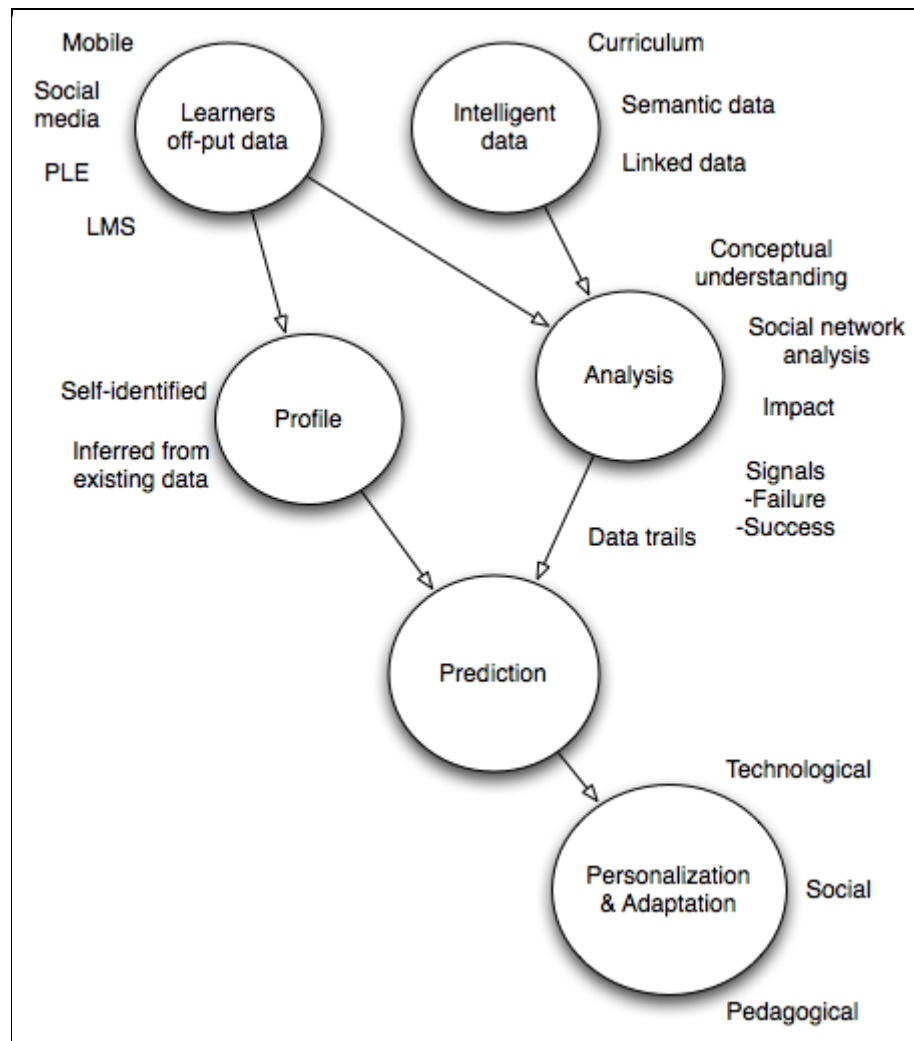 Mobile
Social
media
PLE
LMS
Learners
off-put data
Curriculum
Intelligent
data
Semantic data
Linked data
Conceptual
understanding
Social network
analysis
Analysis
Impact
Signals
-Failure
-Success
Self-identified
Inferred from
existing data
Profile
Data trails
Prediction
Technological
Personalization
& Adaptation
Social
Pedagogical